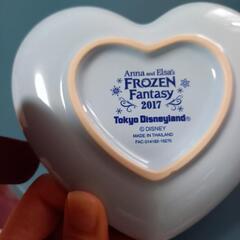 Anna and Elsa's
FROZEN
Fantasy
2017
Tokyo Disneyland®
© DISNEY
MADE IN THAILAND